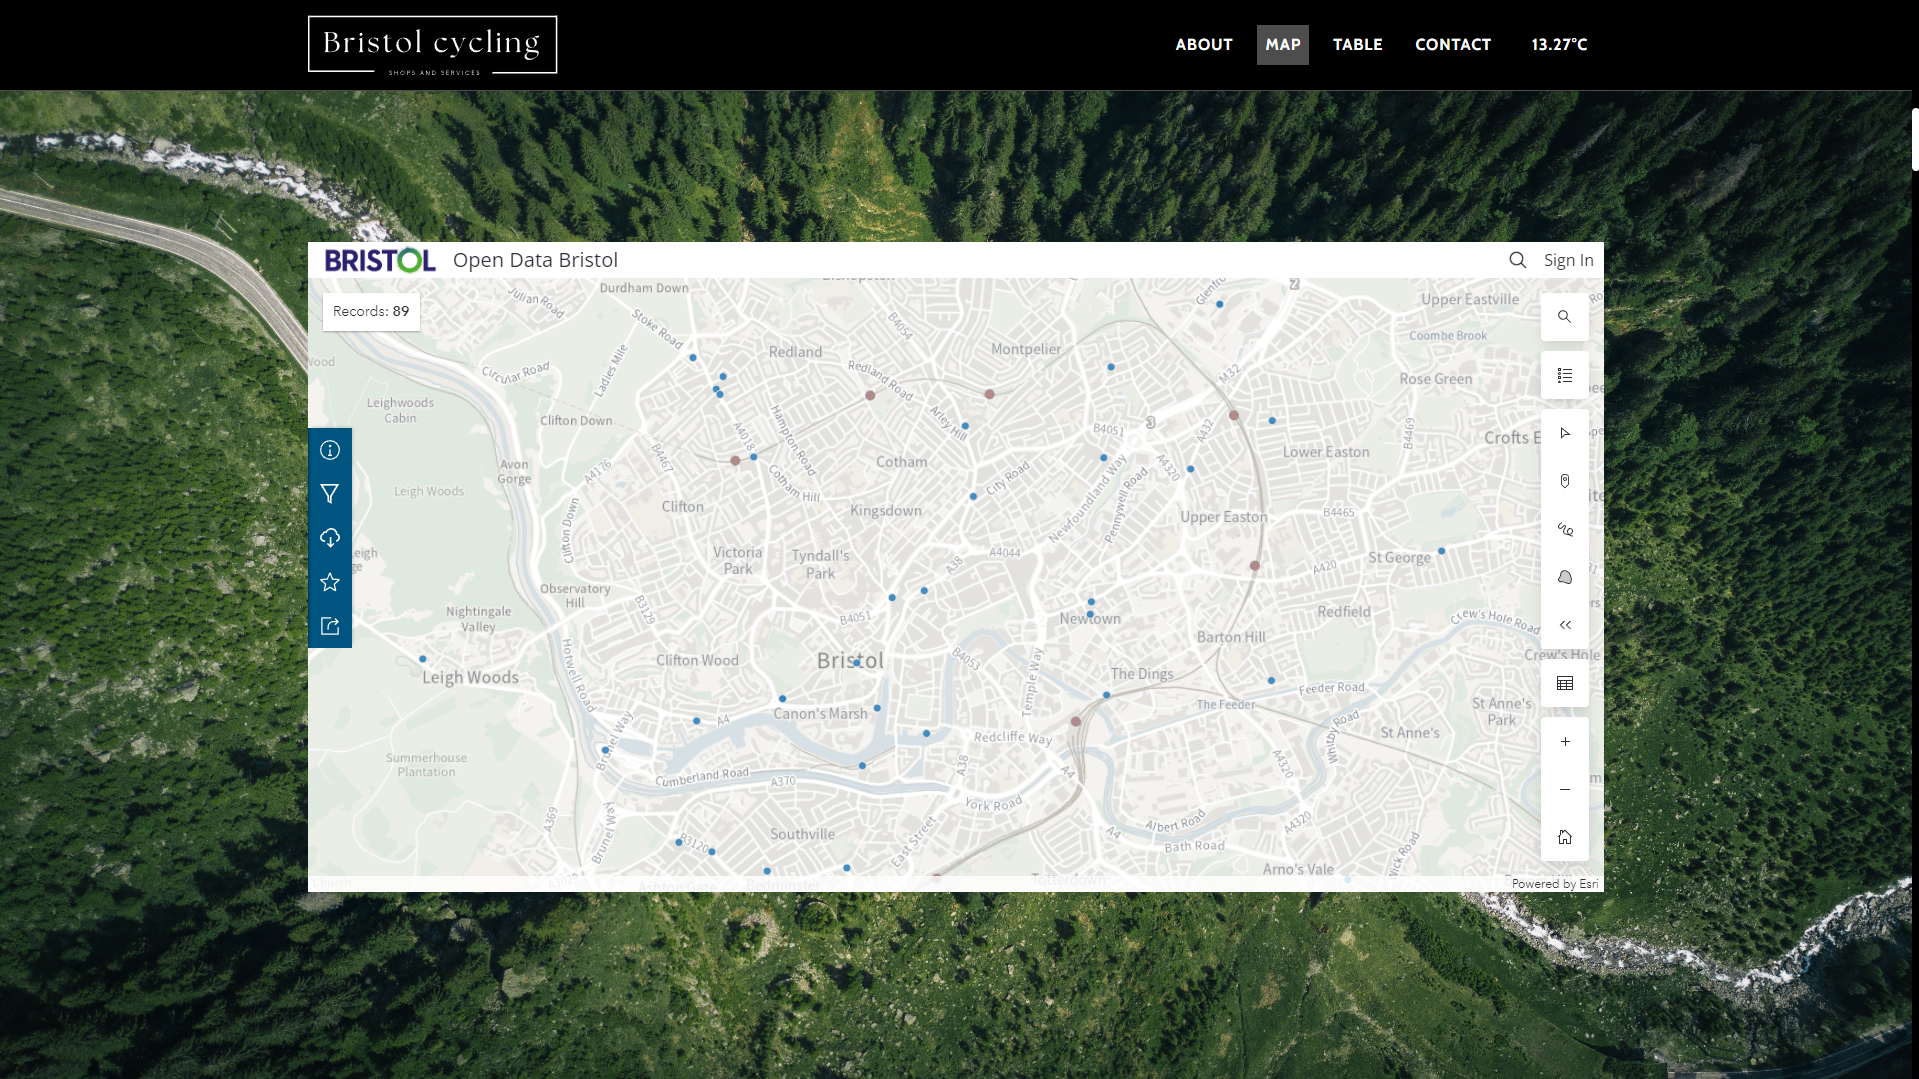 Bristol cycling
SHOPS AND SERVICES
ABOUT
MAP
TABLE
CONTACT
13.27°C
BRISTOL
Open Data Bristol
Sign In
Records: 89
Durdham Down
Julian Road
Stoke Road
Circular Road
Ladies Mile
B4054
Redland
Redland Road
Montpelier
M32
2
Upper Eastville
Coombe Brook
Rose Green
Leighwoods
Cabin
Clifton Down
A4018
Hampton Road
Arley Hill
B4051
3
A432
B4469
Avon
Gorge
A4176
B4467
Cotham
Cotham Hill
City Road
A4320
Lower Easton
Leigh Woods
Clifton
Kingsdown
Newfoundland Way
Pennywell Road
Upper Easton
B4465
Clifton Down
Victoria
Park
Tyndall's
Park
A38
A4044
A420
St George
Observatory
Hill
B3129
B4051
Newtown
Redfield
Nightingale
Valley
Barton Hill
Crew's Hole Road
Crew's Hole
Hotwell Road
Clifton Wood
Bristol
B4053
Temple Way
The Dings
Leigh Woods
Feeder Road
The Feeder
St Anne's
Park
A4
Canon's Marsh
Redcliffe Way
Whitby Road
St Anne's
Brunel Way
Summerhouse
Plantation
Cumberland Road
A370
A38
A4
A4320
York Road
A369
Brunel Way
Southville
East Street
Albert Road
A4
A4320
Bath Road
B3120
Arno's Vale
Totterdown
Church
Bedminster
Powered by Esri